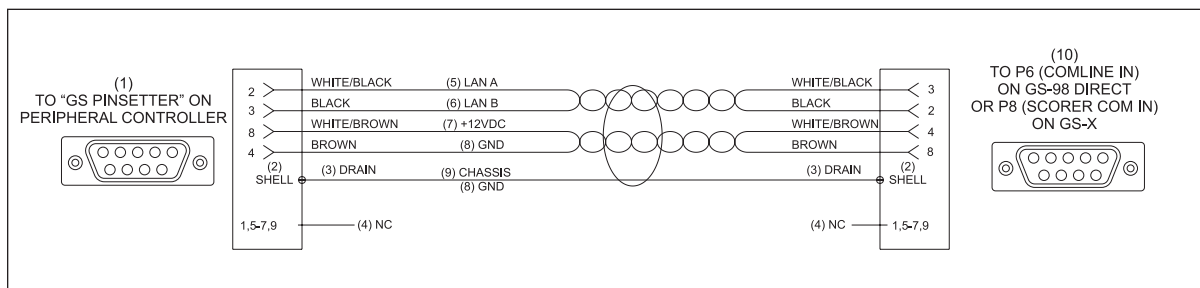 (1)
TO “GS PINSETTER” ON
PERIPHERAL CONTROLLER
2
3
8
4
(2)
SHELL
1,5-7,9
WHITE/BLACK (5) LAN A WHITE/BLACK
BLACK (6) LAN B BLACK
WHITE/BROWN (7) +12VDC WHITE/BROWN
BROWN (8) GND BROWN
(3) DRAIN (9) CHASSIS (3) DRAIN
(8) GND
(4) NC (4) NC
3
2
4
8
(2)
SHELL
1,5-7,9
(10)
TO P6 (COMLINE IN)
ON GS-98 DIRECT
OR P8 (SCORER COM IN)
ON GS-X